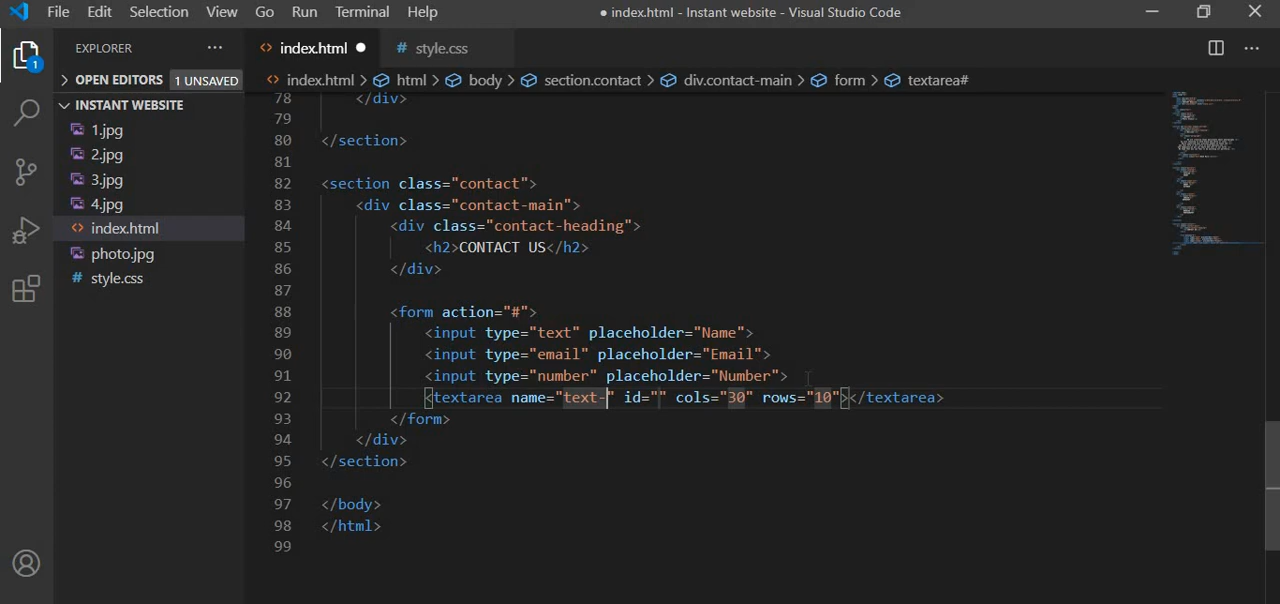 File Edit Selection View Go Run Terminal Help ● index.html - Instant website - Visual Studio Code
EXPLORER ··· <> index.html ● # style.css ···
> OPEN EDITORS 1 UNSAVED <> index.html > html > body > section.contact > div.contact-main > form > textarea#
INSTANT WEBSITE
1
1.jpg
2.jpg
3.jpg
4.jpg
<> index.html
photo.jpg
# style.css
78 </div>
79
80 </section>
81
82 <section class="contact">
83 <div class="contact-main">
84 <div class="contact-heading">
85 <h2>CONTACT US</h2>
86 </div>
87
88 <form action="#">
89 <input type="text" placeholder="Name">
90 <input type="email" placeholder="Email">
91 <input type="number" placeholder="Number">
92 <textarea name="text-" id="" cols="30" rows="10"></textarea>
93 </form>
94 </div>
95 </section>
96
97 </body>
98 </html>
99